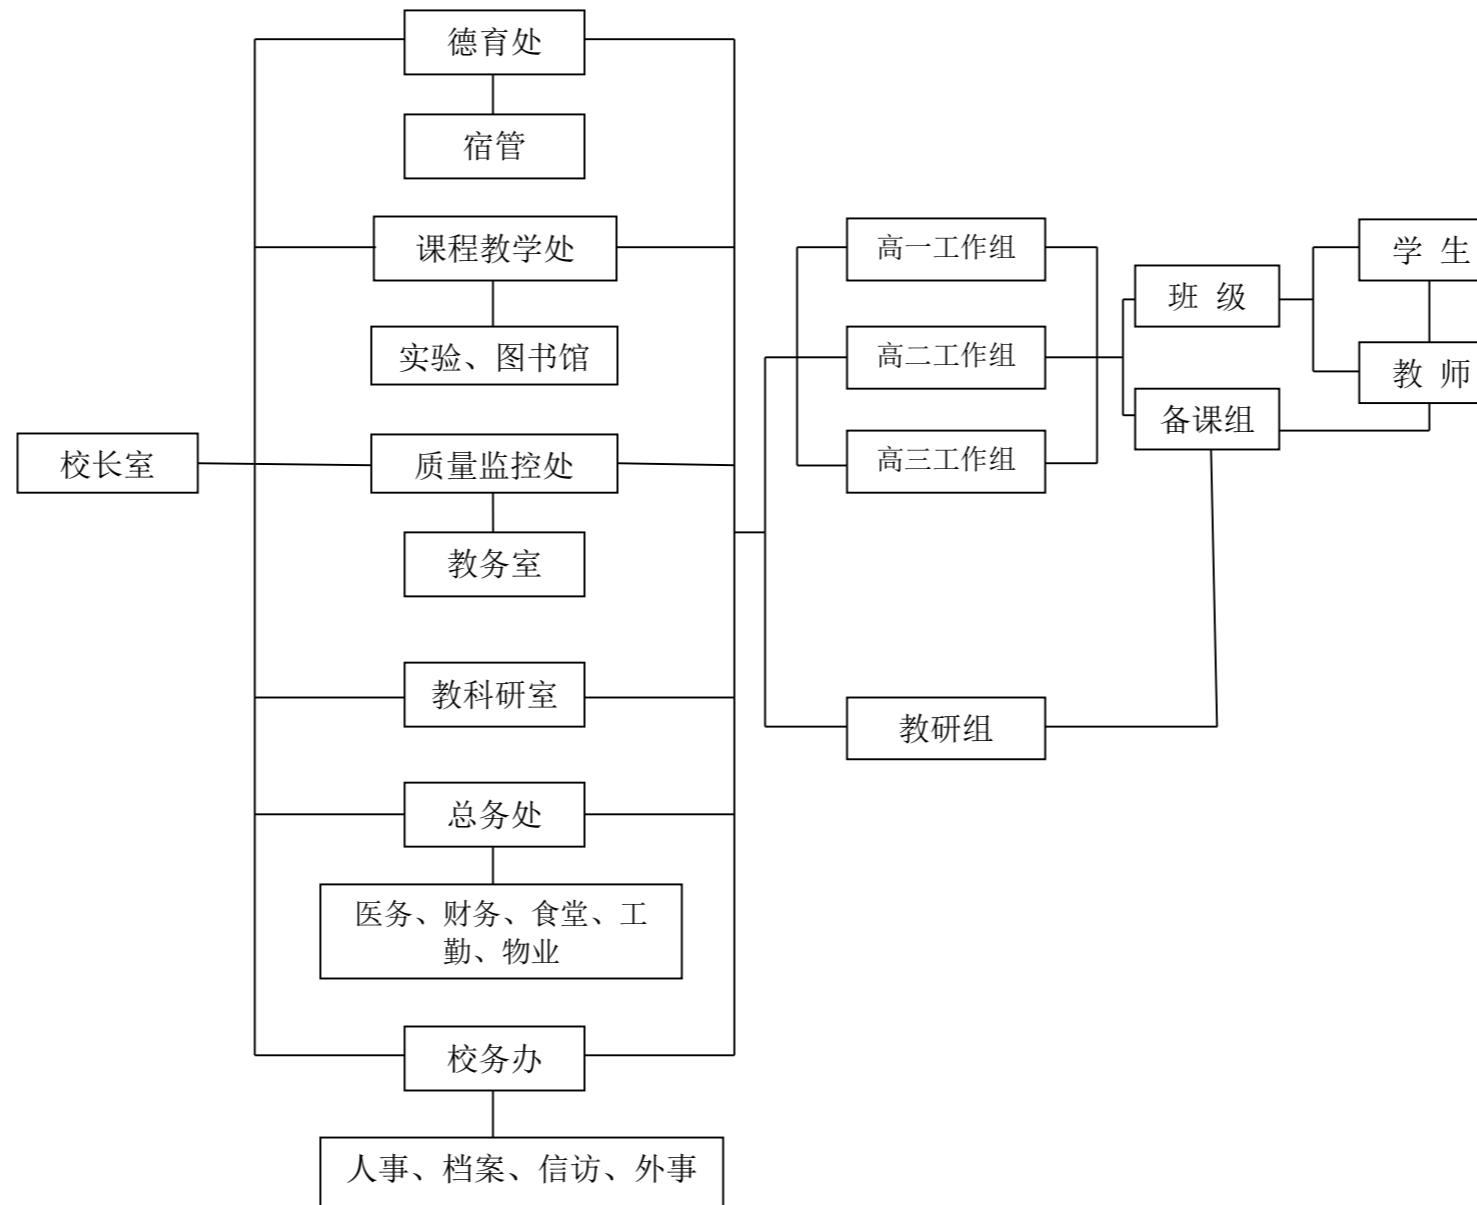 德育处
宿管
课程教学处
实验、图书馆
校长室
质量监控处
教务室
教科研室
总务处
医务、财务、食堂、工
勤、物业
校务办
人事、档案、信访、外事
高一工作组
高二工作组
高三工作组
教研组
班 级
备课组
学 生
教 师